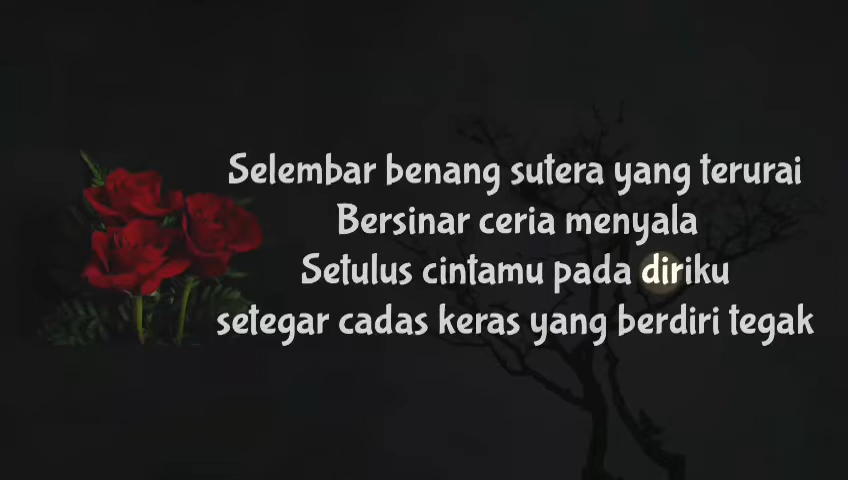 Selembar benang sutera yang terurai
Bersinar ceria menyala
Setulus cintamu pada diriku
setegar cadas keras yang berdiri tegak